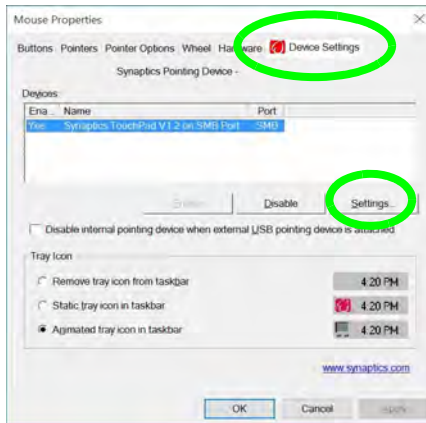 Mouse Properties
Buttons Pointers Pointer Options Wheel Hardware Device Settings
Synaptics Pointing Device -
Devices:
Ena... Name Port
Yes Synaptics TouchPad V1.2 on SMB Port SMB
Enable Disable Settings...
Disable internal pointing device when external USB pointing device is attached
Tray Icon
Remove tray icon from taskbar 4:20 PM
Static tray icon in taskbar 4:20 PM
Animated tray icon in taskbar 4:20 PM
www.synaptics.com
OK Cancel Apply